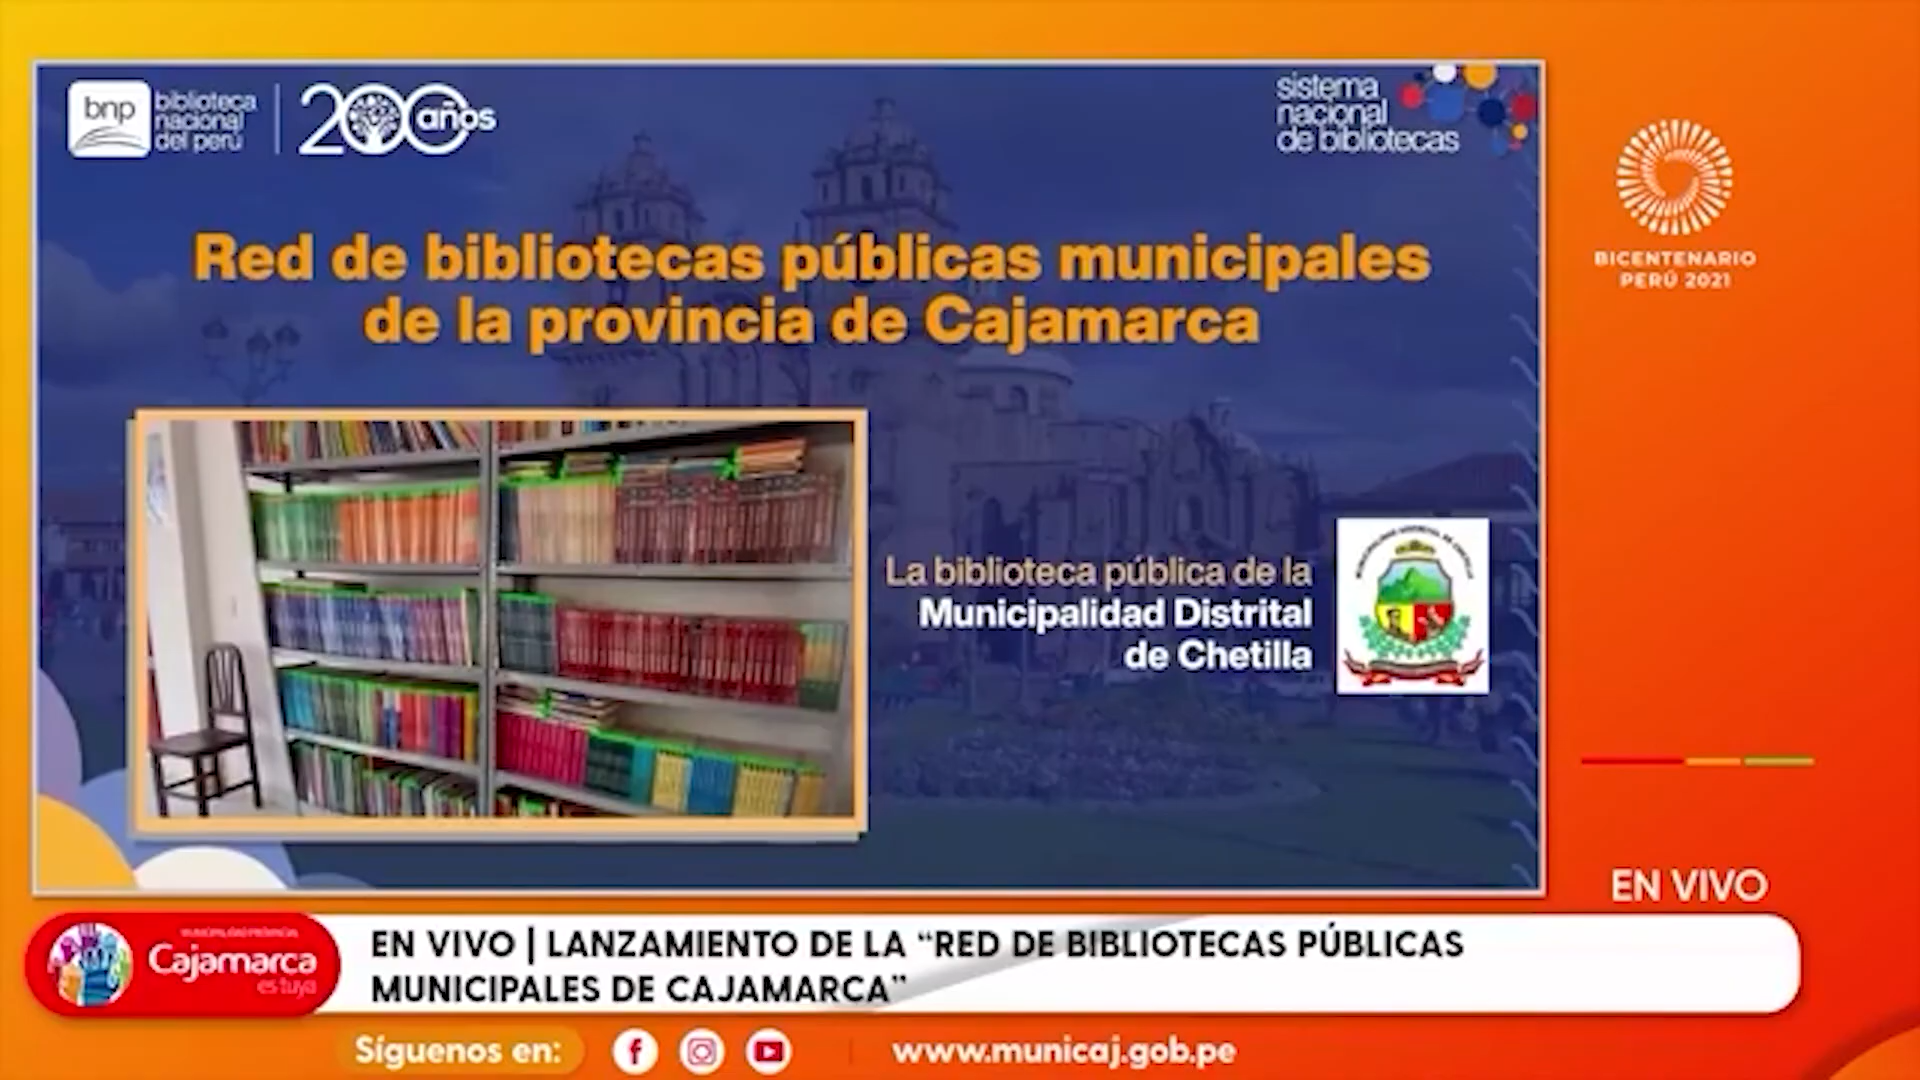 bnp
biblioteca
nacional
del perú
200 años
sistema
nacional
de bibliotecas
BICENTENARIO
PERÚ 2021
Red de bibliotecas públicas municipales
de la provincia de Cajamarca
La biblioteca pública de la
Municipalidad Distrital
de Chetilla
EN VIVO
MUNICIPALIDAD PROVINCIAL
Cajamarca
es tuya
EN VIVO | LANZAMIENTO DE LA “RED DE BIBLIOTECAS PÚBLICAS
MUNICIPALES DE CAJAMARCA”
Síguenos en:
www.municaj.gob.pe